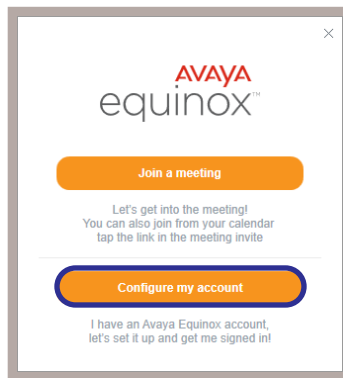 AVAYA
equinox™
Join a meeting
Let's get into the meeting!
You can also join from your calendar
tap the link in the meeting invite
Configure my account
I have an Avaya Equinox account,
let's set it up and get me signed in!